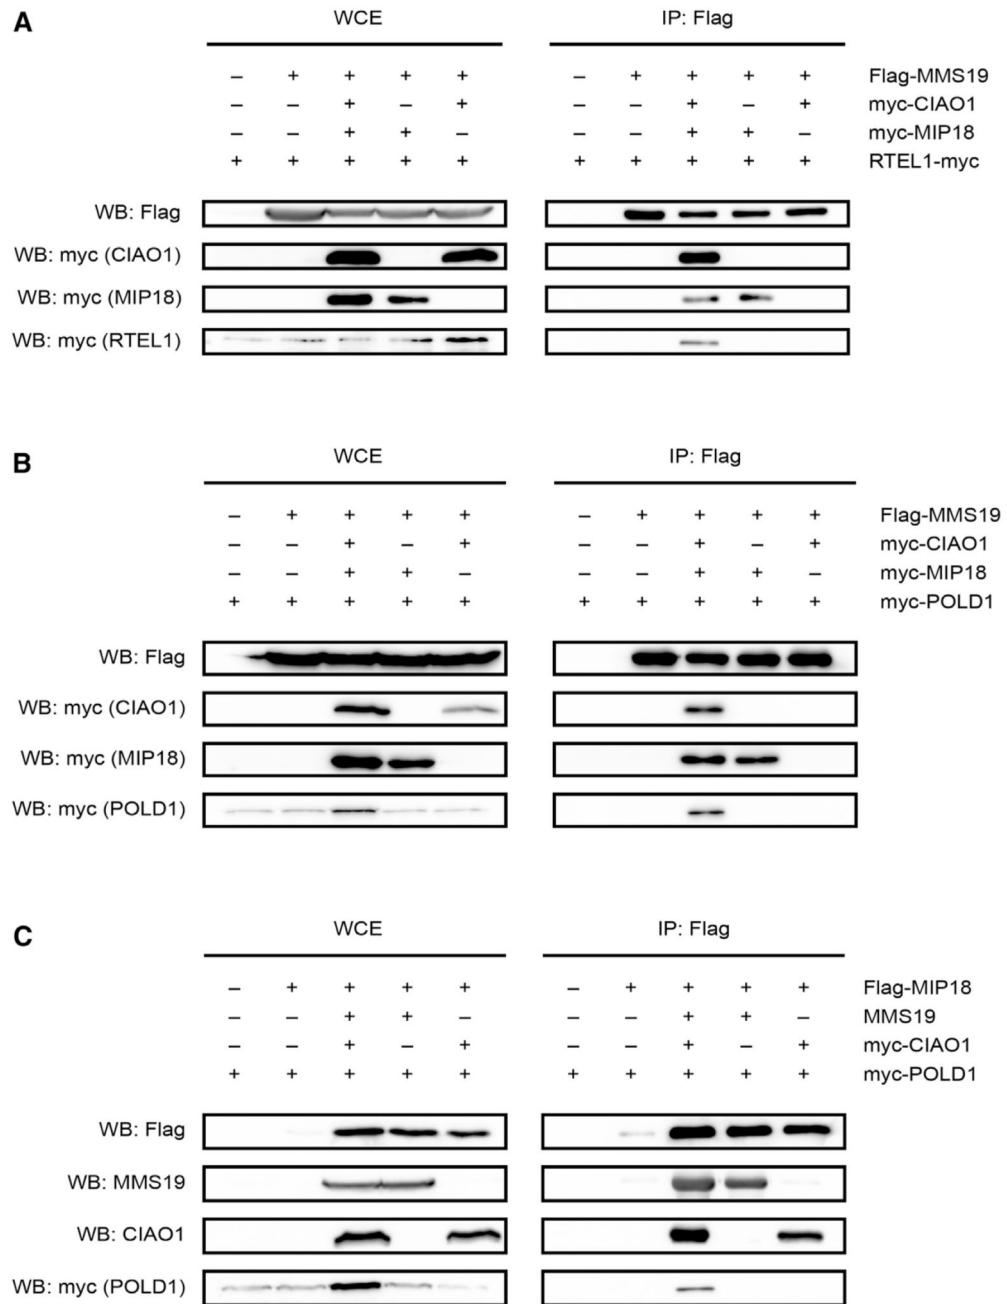 A
WCE IP: Flag
– + + + + – + + + + Flag-MMS19
– – + – + – – + – + myc-CIAO1
– – + + – – – + + – myc-MIP18
+ + + + + + + + + + RTEL1-myc
WB: Flag
WB: myc (CIAO1)
WB: myc (MIP18)
WB: myc (RTEL1)
B
WCE IP: Flag
– + + + + – + + + + Flag-MMS19
– – + – + – – + – + myc-CIAO1
– – + + – – – + + – myc-MIP18
+ + + + + + + + + + myc-POLD1
WB: Flag
WB: myc (CIAO1)
WB: myc (MIP18)
WB: myc (POLD1)
C
WCE IP: Flag
– + + + + – + + + + Flag-MIP18
– – + + – – – + + – MMS19
– – + – + – – + – + myc-CIAO1
+ + + + + + + + + + myc-POLD1
WB: Flag
WB: MMS19
WB: CIAO1
WB: myc (POLD1)